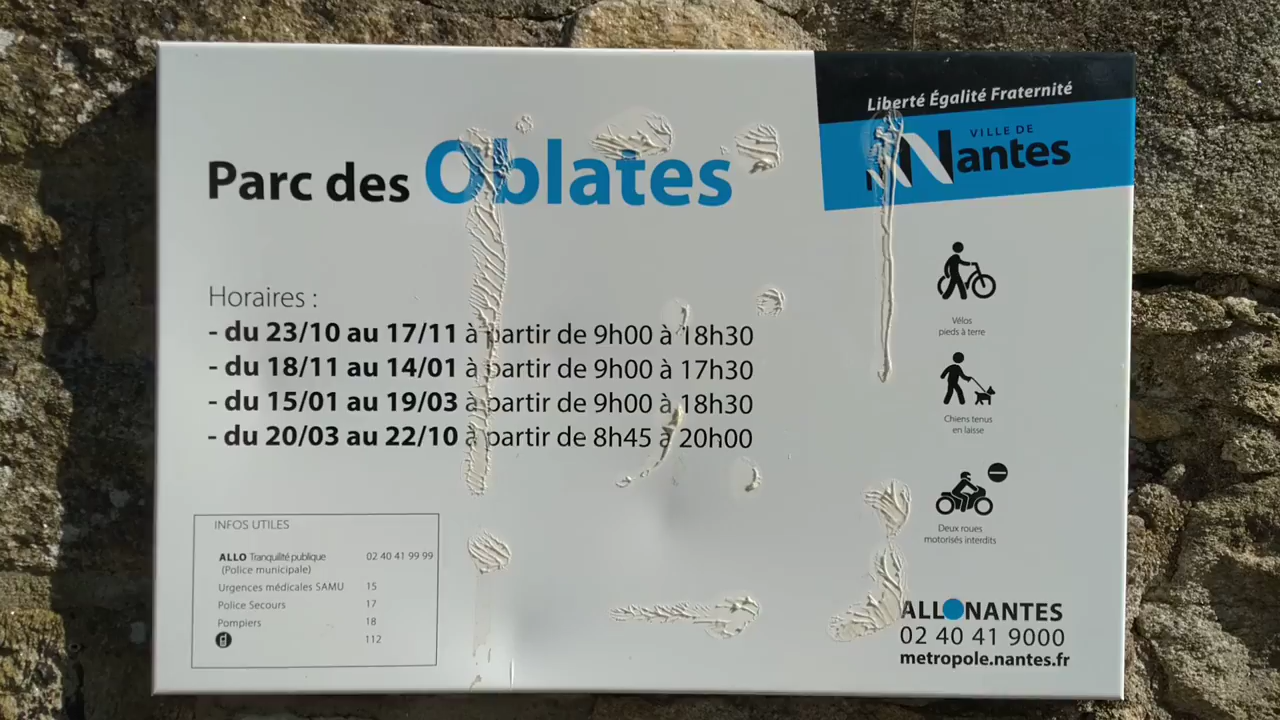 Liberté Égalité Fraternité
VILLE DE
Nantes
Parc des Oblates
Horaires :
- du 23/10 au 17/11 à partir de 9h00 à 18h30
- du 18/11 au 14/01 à partir de 9h00 à 17h30
- du 15/01 au 19/03 à partir de 9h00 à 18h30
- du 20/03 au 22/10 à partir de 8h45 à 20h00
Vélos
pieds à terre
Chiens tenus
en laisse
Deux roues
motorisés interdits
INFOS UTILES
ALLO Tranquilité publique 02 40 41 99 99
(Police municipale)
Urgences médicales SAMU 15
Police Secours 17
Pompiers 18
112
ALLONANTES
02 40 41 9000
metropole.nantes.fr